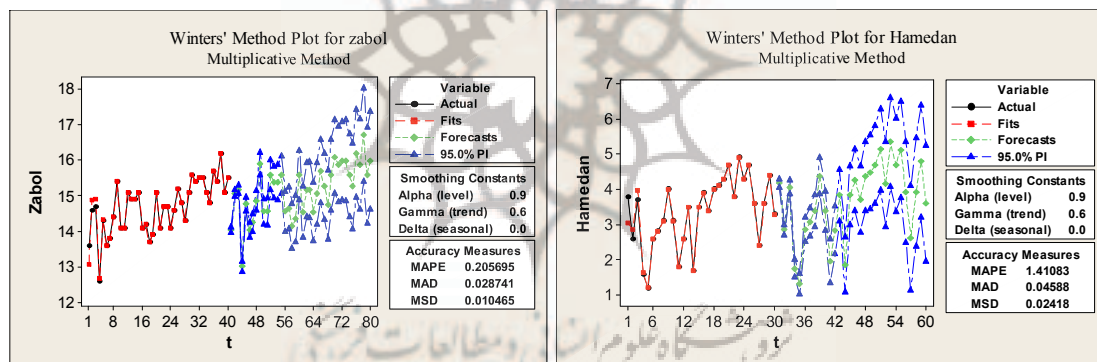 Winters' Method Plot for zabol
Multiplicative Method
18
17
16
15
14
13
12
Zabol
1 8 16 24 32 40 48 56 64 72 80
t
Variable
Actual
Fits
Forecasts
95.0% PI
Smoothing Constants
Alpha (level) 0.9
Gamma (trend) 0.6
Delta (seasonal) 0.0
Accuracy Measures
MAPE 0.205695
MAD 0.028741
MSD 0.010465
Winters' Method Plot for Hamedan
Multiplicative Method
7
6
5
4
3
2
1
Hamedan
1 6 12 18 24 30 36 42 48 54 60
t
Variable
Actual
Fits
Forecasts
95.0% PI
Smoothing Constants
Alpha (level) 0.9
Gamma (trend) 0.6
Delta (seasonal) 0.0
Accuracy Measures
MAPE 1.41083
MAD 0.04588
MSD 0.02418